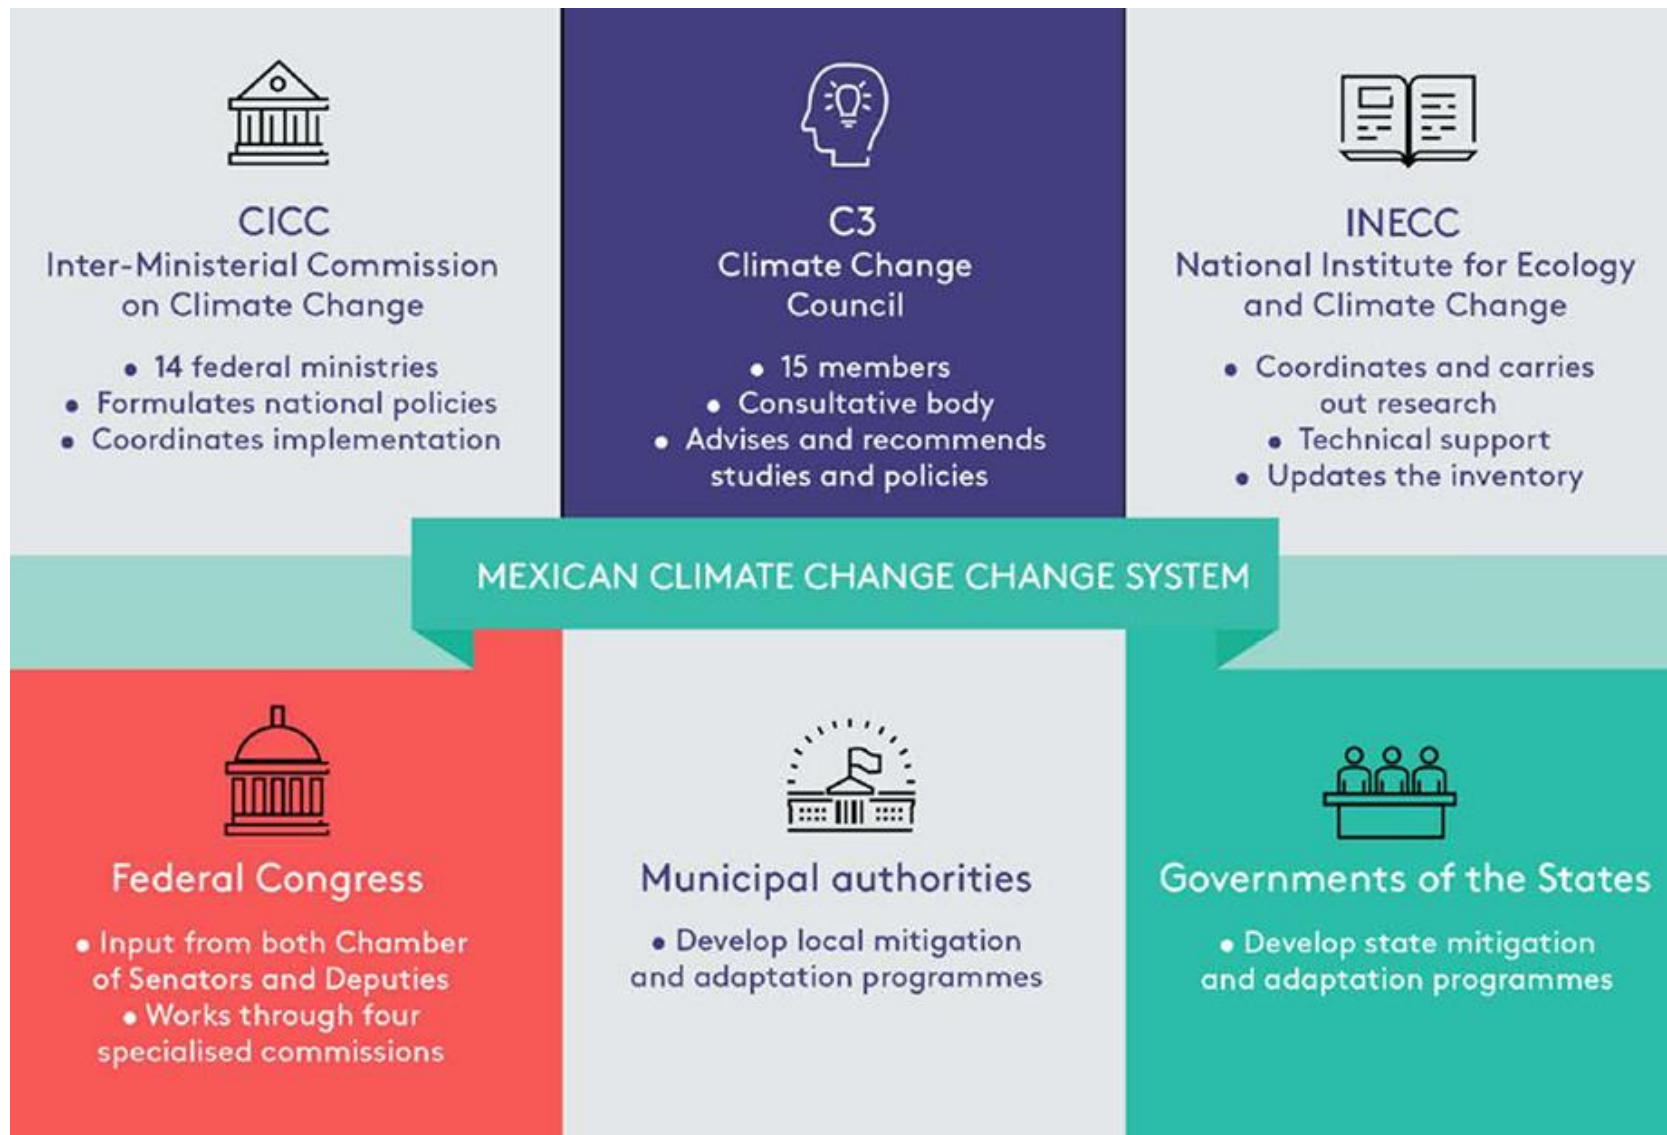 CICC
Inter-Ministerial Commission
on Climate Change
• 14 federal ministries
• Formulates national policies
• Coordinates implementation
C3
Climate Change
Council
• 15 members
• Consultative body
• Advises and recommends
studies and policies
INECC
National Institute for Ecology
and Climate Change
• Coordinates and carries
out research
• Technical support
• Updates the inventory
MEXICAN CLIMATE CHANGE CHANGE SYSTEM
Federal Congress
• Input from both Chamber
of Senators and Deputies
• Works through four
specialised commissions
Municipal authorities
• Develop local mitigation
and adaptation programmes
Governments of the States
• Develop state mitigation
and adaptation programmes